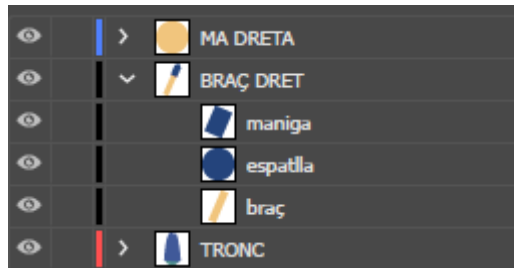 MA DRETA
BRAÇ DRET
maniga
espatlla
braç
TRONC